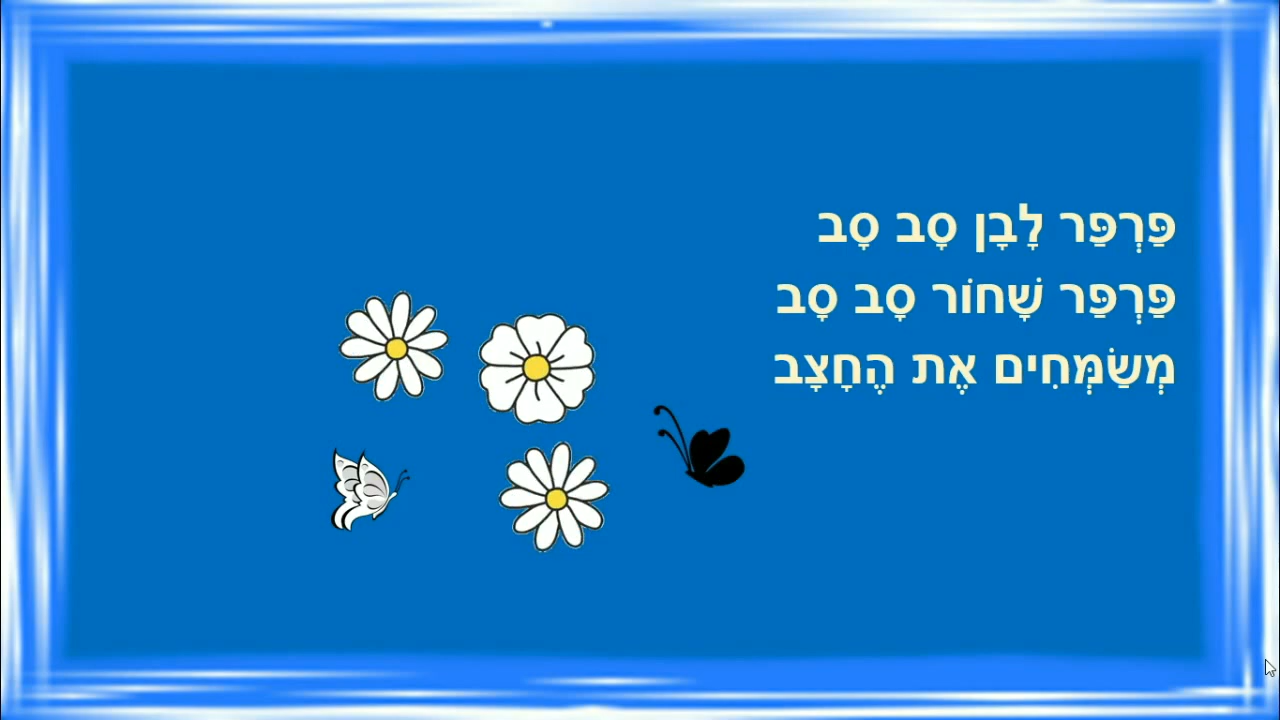 פַּרְפַּר לָבָן סָב סָב
פַּרְפַּר שָׁחוֹר סָב סָב
מְשַׂמְּחִים אֶת הֶחָצָב